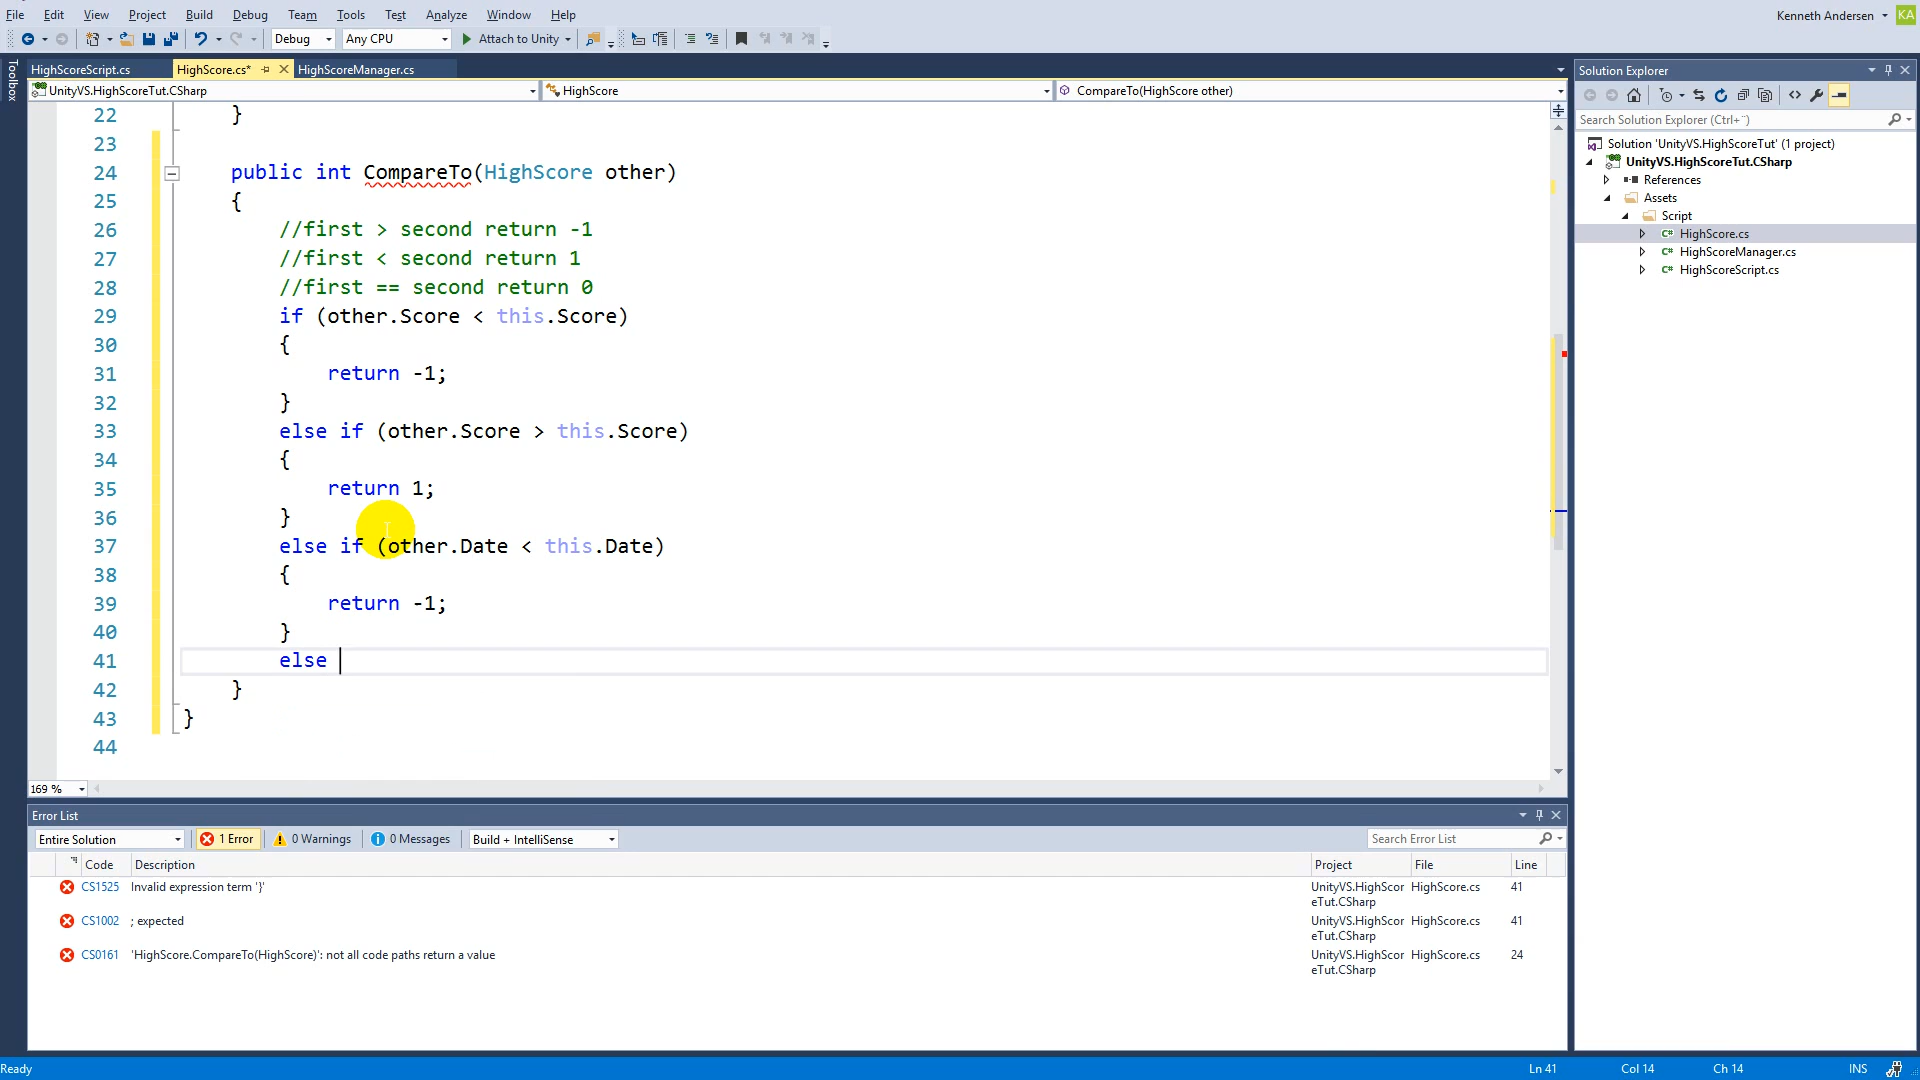 File Edit View Project Build Debug Team Tools Test Analyze Window Help
Kenneth Andersen KA
Debug Any CPU Attach to Unity
Toolbox
HighScoreScript.cs HighScore.cs* HighScoreManager.cs
UnityVS.HighScoreTut.CSharp HighScore CompareTo(HighScore other)
22 }
23
24 public int CompareTo(HighScore other)
25 {
26 //first > second return -1
27 //first < second return 1
28 //first == second return 0
29 if (other.Score < this.Score)
30 {
31 return -1;
32 }
33 else if (other.Score > this.Score)
34 {
35 return 1;
36 }
37 else if (other.Date < this.Date)
38 {
39 return -1;
40 }
41 else
42 }
43 }
44
169 %
Solution Explorer
Search Solution Explorer (Ctrl+¨)
Solution 'UnityVS.HighScoreTut' (1 project)
UnityVS.HighScoreTut.CSharp
References
Assets
Script
C# HighScore.cs
C# HighScoreManager.cs
C# HighScoreScript.cs
Error List
Entire Solution 1 Error 0 Warnings 0 Messages Build + IntelliSense Search Error List
Code Description Project File Line
CS1525 Invalid expression term '}' UnityVS.HighScor HighScore.cs 41
eTut.CSharp
CS1002 ; expected UnityVS.HighScor HighScore.cs 41
eTut.CSharp
CS0161 'HighScore.CompareTo(HighScore)': not all code paths return a value UnityVS.HighScor HighScore.cs 24
eTut.CSharp
Ready Ln 41 Col 14 Ch 14 INS